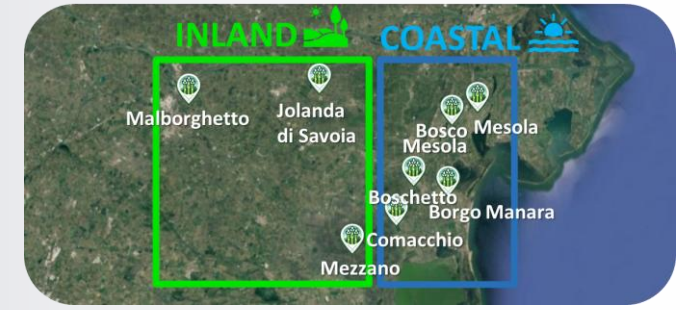 INLAND
COASTAL
Malborghetto
Jolanda
di Savoia
Bosco
Mesola
Mesola
Boschetto
Borgo Manara
Comacchio
Mezzano